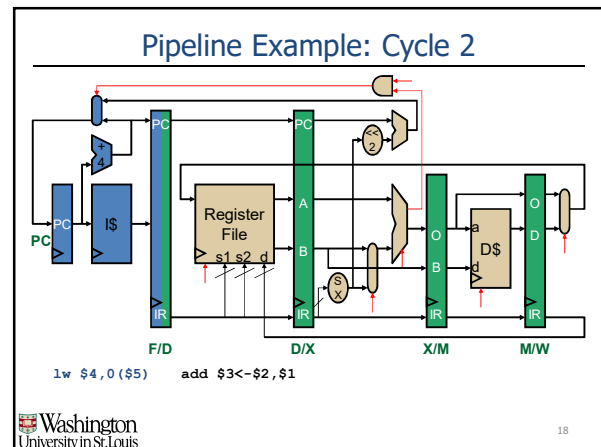 Pipeline Example: Cycle 2
PC
PC
<<
2
+
4
PC
I$
PC
Register
File
s1 s2 d
A
B
S
X
O
B
a
d
D$
O
D
IR
IR
IR
IR
F/D
D/X
X/M
M/W
lw $4,0($5)
add $3<-$2,$1
Washington
University in St.Louis
18